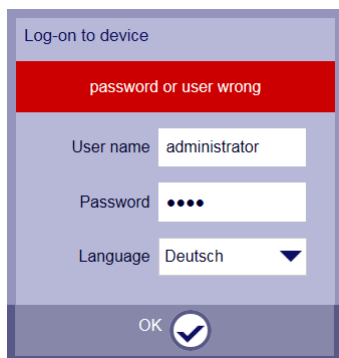 Log-on to device
password or user wrong
User name administrator
Password ••••
Language Deutsch
OK